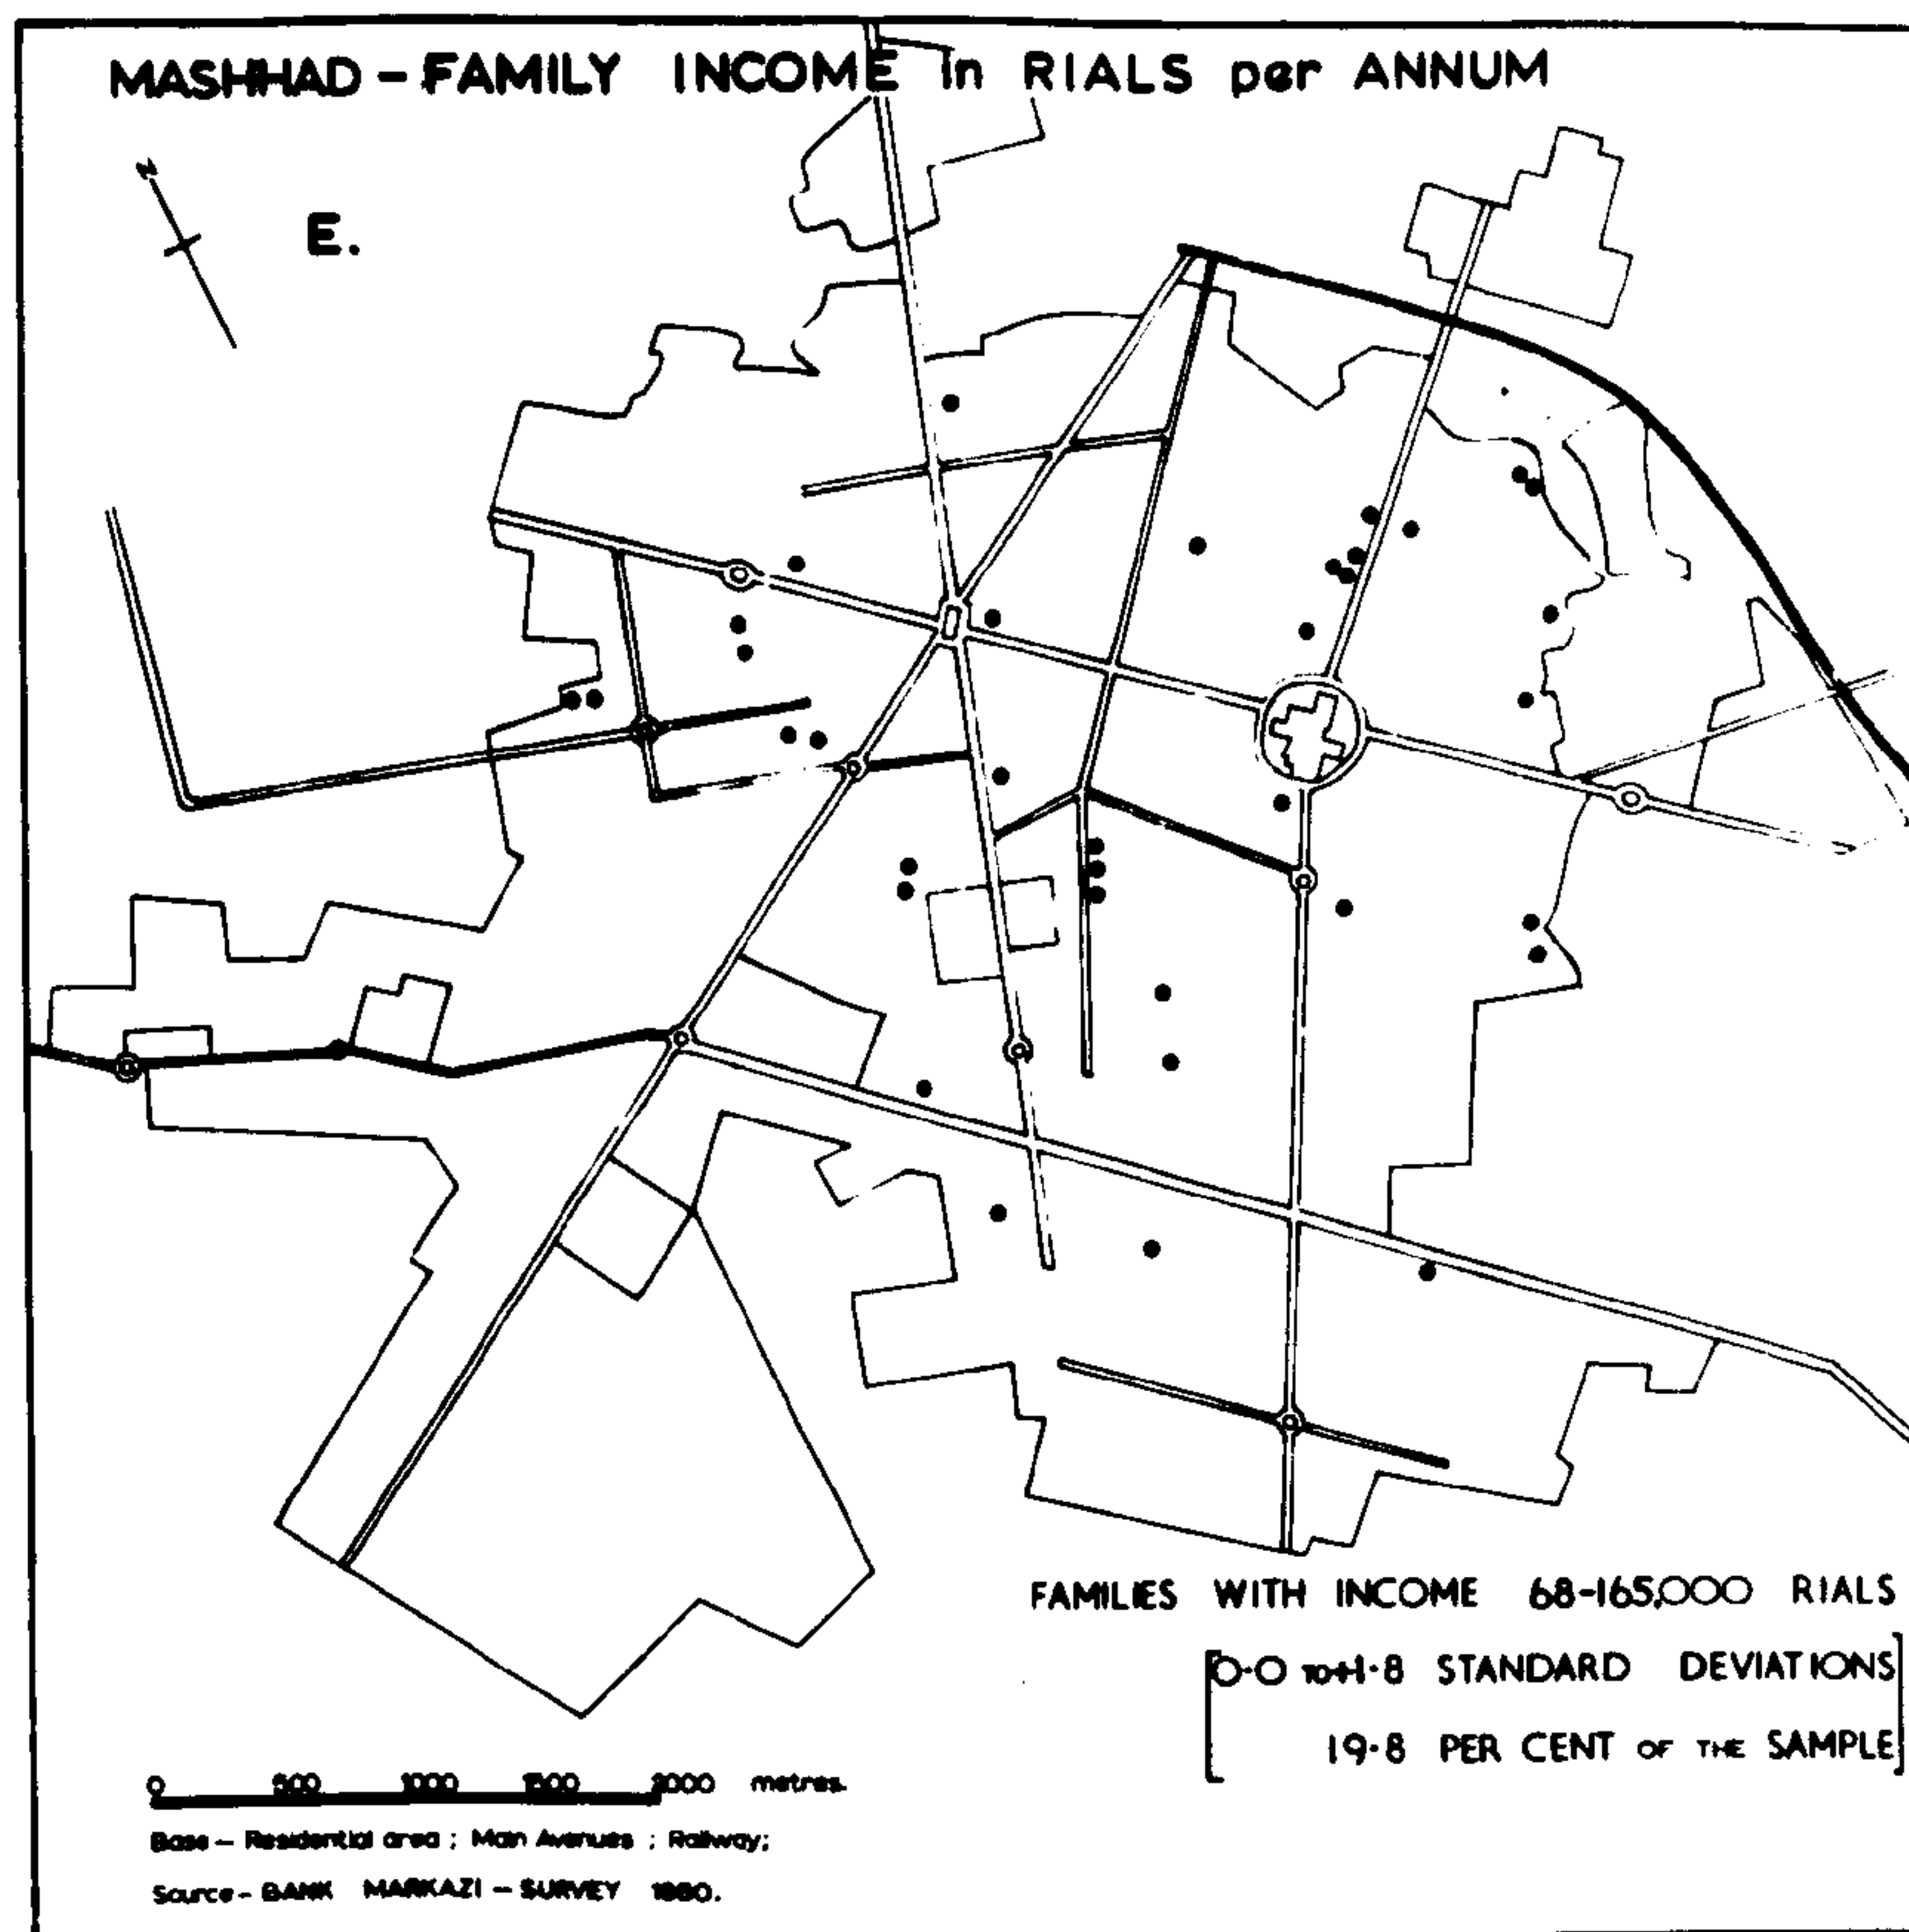 MASHHAD – FAMILY INCOME in RIALS per ANNUM
N
E.
FAMILIES WITH INCOME 68-165,000 RIALS
0·0 TO +1·8 STANDARD DEVIATIONS
19·8 PER CENT OF THE SAMPLE
0 500 1000 1500 2000 metres.
Base – Residential area ; Main Avenues ; Railway;
Source – BANK MARKAZI – SURVEY